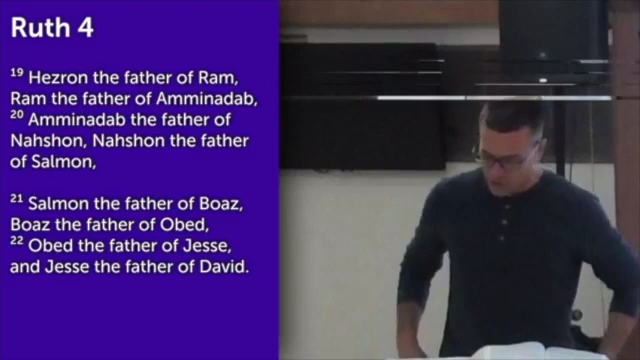 Ruth 4
19 Hezron the father of Ram,
Ram the father of Amminadab,
20 Amminadab the father of
Nahshon, Nahshon the father
of Salmon,
21 Salmon the father of Boaz,
Boaz the father of Obed,
22 Obed the father of Jesse,
and Jesse the father of David.